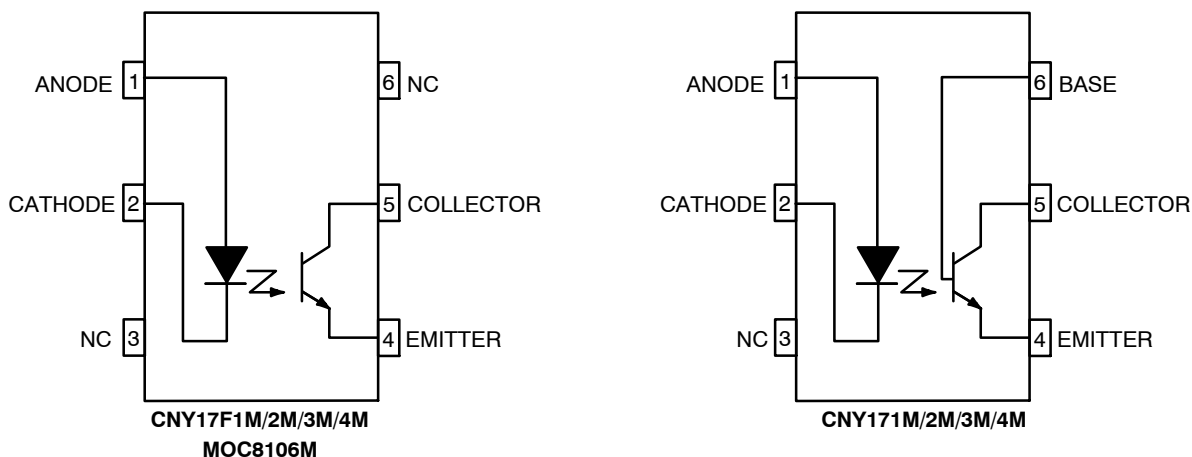 ANODE 1
6 NC
CATHODE 2
5 COLLECTOR
NC 3
4 EMITTER
CNY17F1M/2M/3M/4M
MOC8106M
ANODE 1
6 BASE
CATHODE 2
5 COLLECTOR
NC 3
4 EMITTER
CNY171M/2M/3M/4M